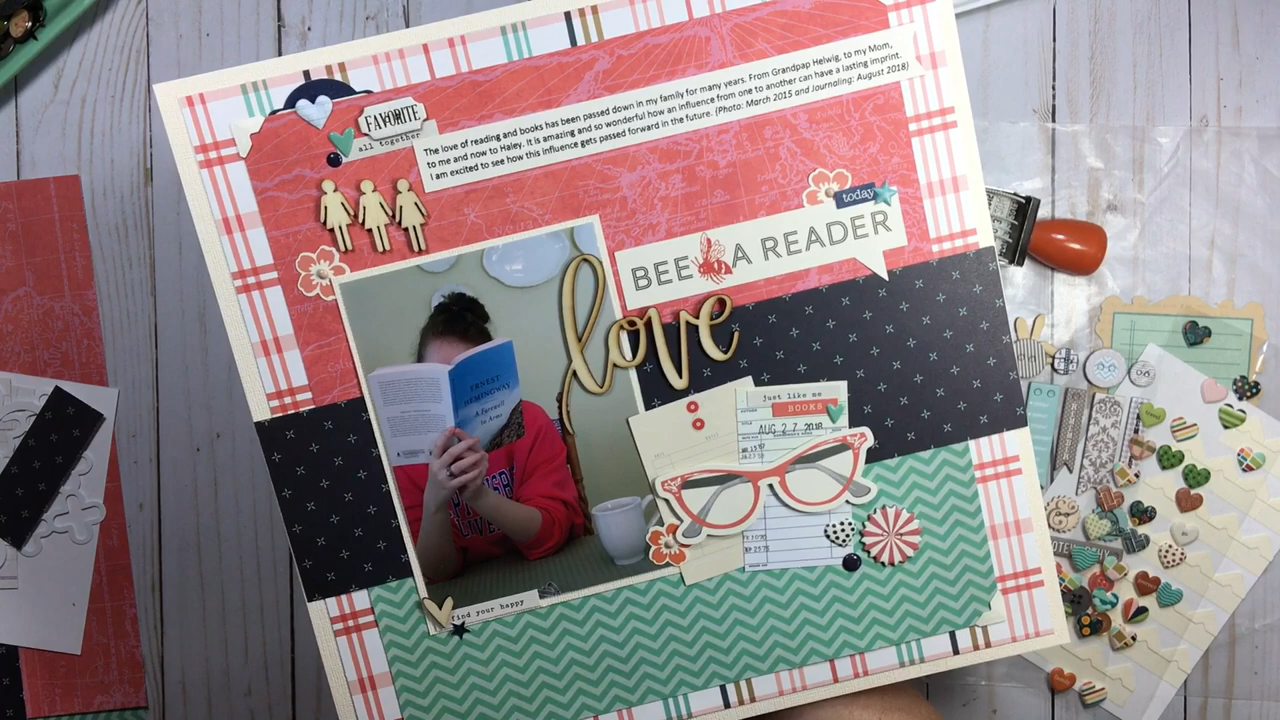 FAVORITE
all together
The love of reading and books has been passed down in my family for many years. From Grandpap Helwig, to my Mom,
to me and now to Haley. It is amazing and so wonderful how an influence from one to another can have a lasting imprint.
I am excited to see how this influence gets passed forward in the future. {Photo: March 2015 and Journaling: August 2018}
today
BEE A READER
love
ERNEST
HEMINGWAY
A Farewell
to Arms
just like me
BOOKS
AUG 27 2018
find your happy